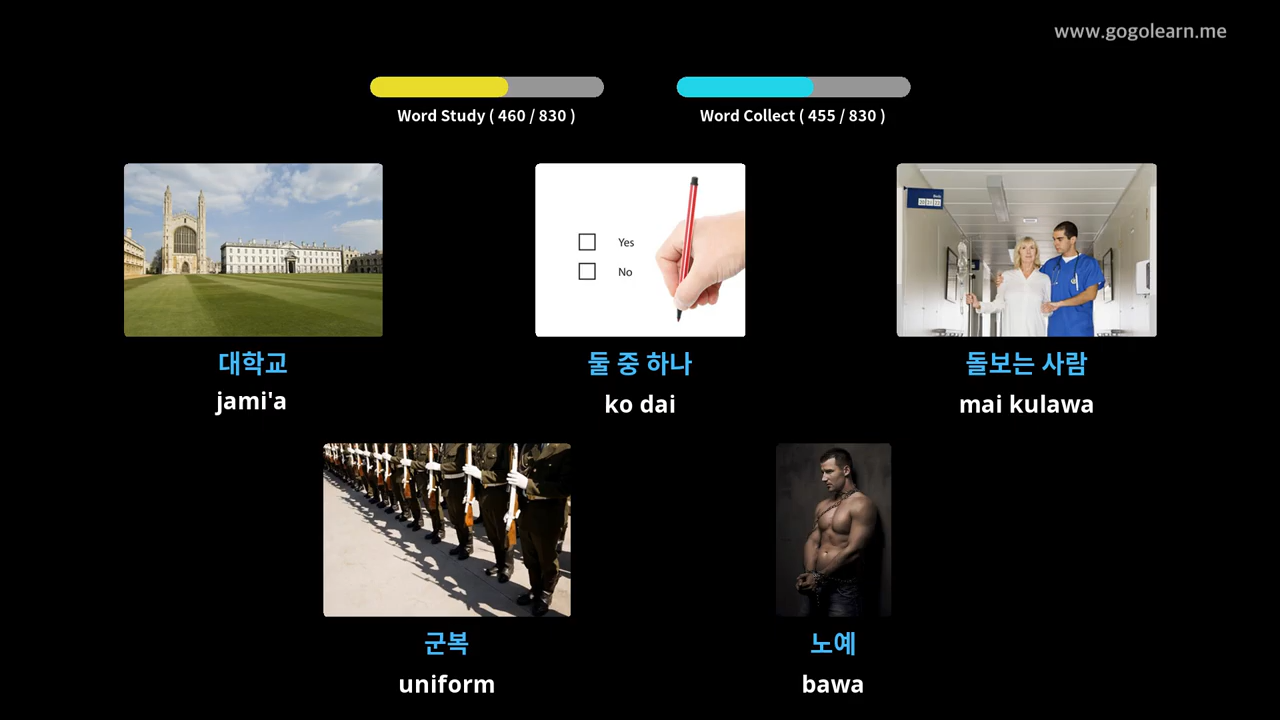 www.gogolearn.me
Word Study ( 460 / 830 )
Word Collect ( 455 / 830 )
Yes
No
대학교
jami'a
둘 중 하나
ko dai
돌보는 사람
mai kulawa
군복
uniform
노예
bawa